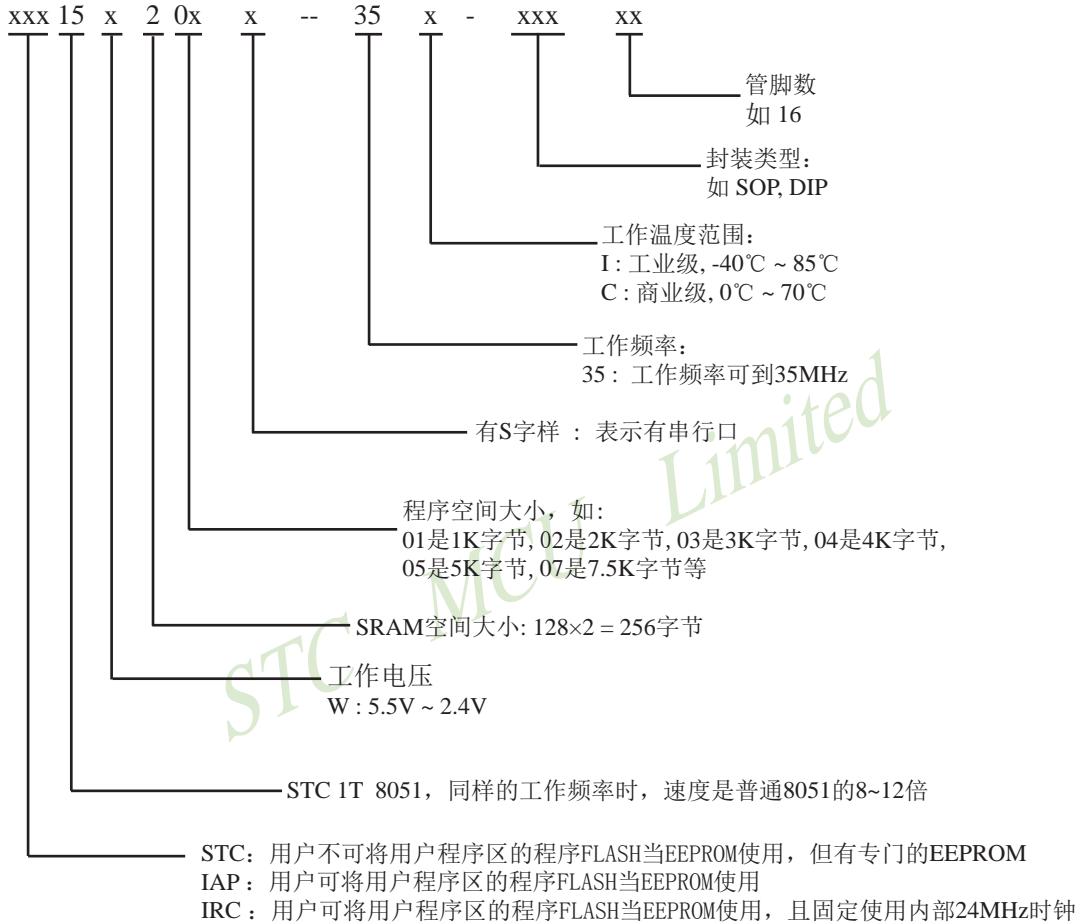 xxx 15 x 2 0x x -- 35 x - xxx xx
管脚数
如 16
封装类型：
如 SOP, DIP
工作温度范围：
I : 工业级, -40℃ ~ 85℃
C : 商业级, 0℃ ~ 70℃
工作频率：
35 : 工作频率可到35MHz
有S字样 : 表示有串行口
程序空间大小，如:
01是1K字节, 02是2K字节, 03是3K字节, 04是4K字节,
05是5K字节, 07是7.5K字节等
SRAM空间大小: 128×2 = 256字节
工作电压
W : 5.5V ~ 2.4V
STC 1T 8051，同样的工作频率时，速度是普通8051的8~12倍
STC：用户不可将用户程序区的程序FLASH当EEPROM使用，但有专门的EEPROM
IAP：用户可将用户程序区的程序FLASH当EEPROM使用
IRC：用户可将用户程序区的程序FLASH当EEPROM使用，且固定使用内部24MHz时钟
STC MCU Limited